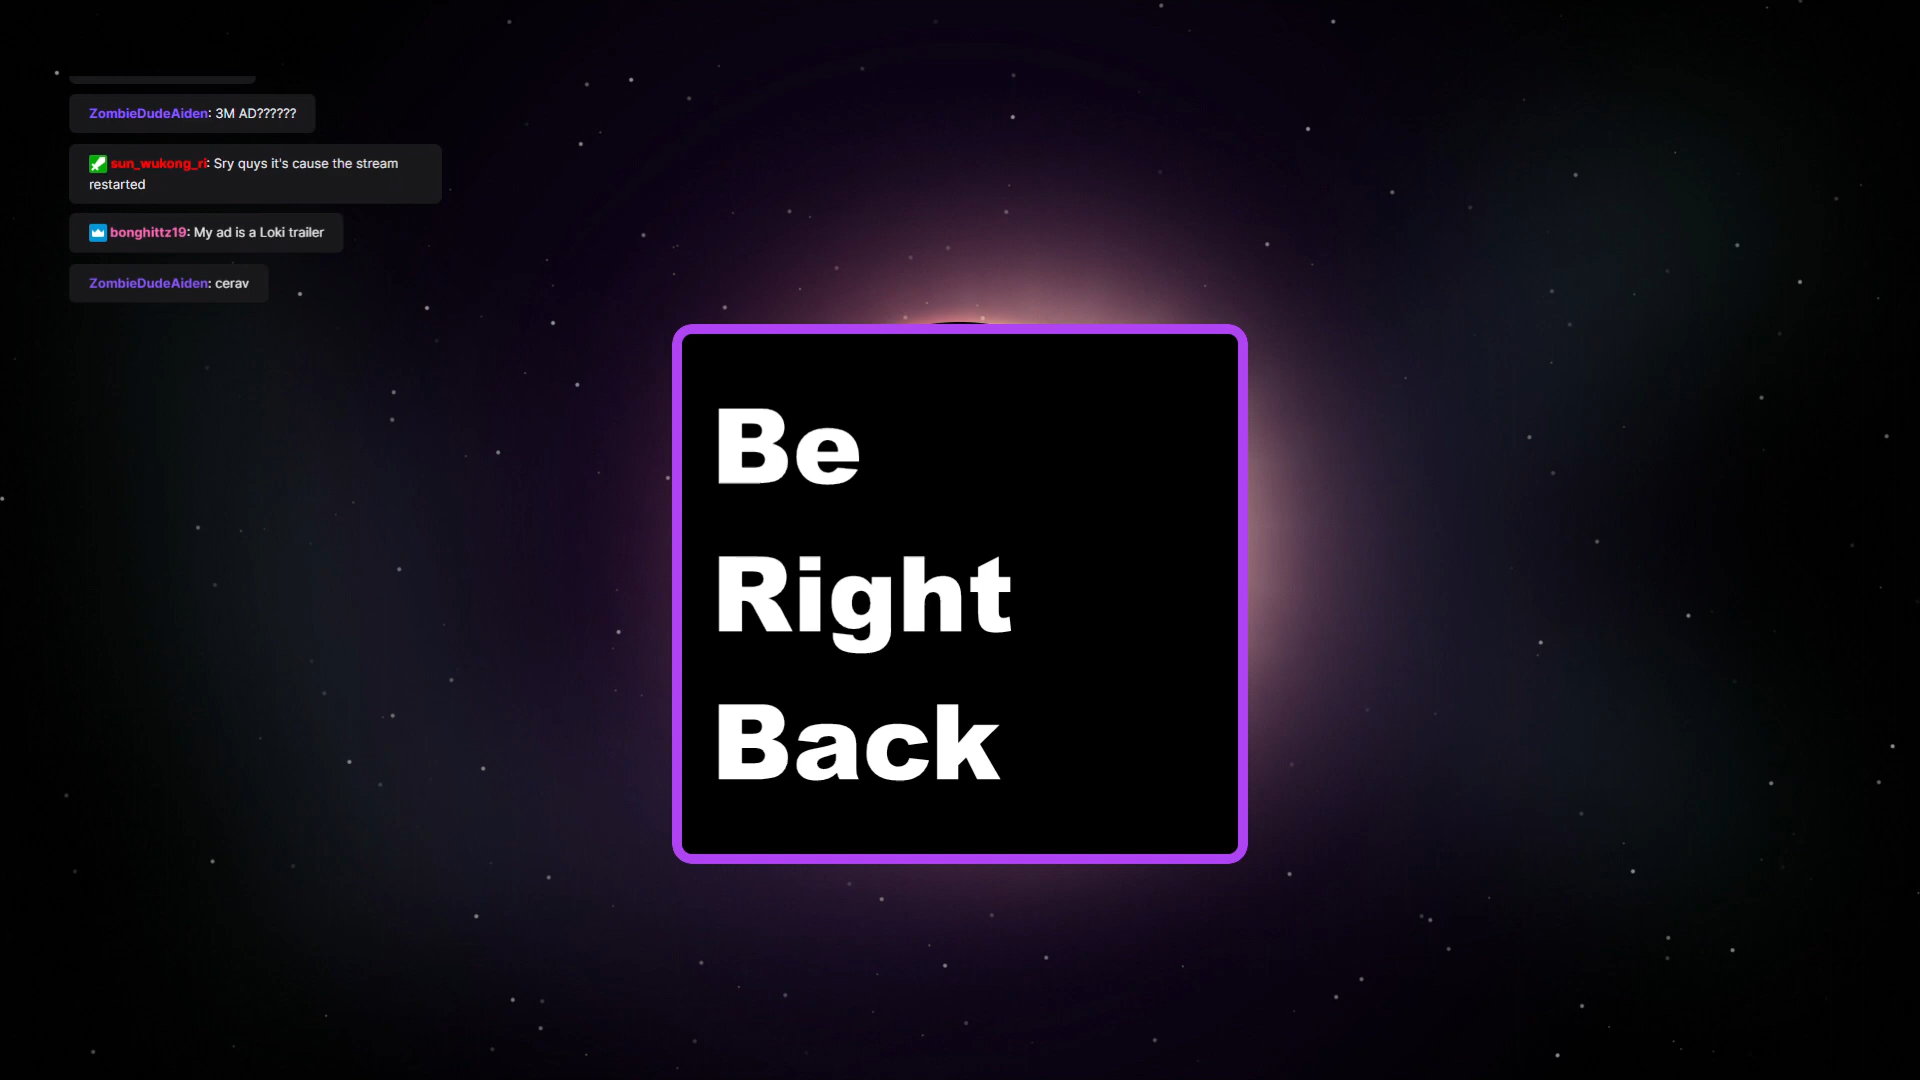 ZombieDudeAiden: 3M AD??????
sun_wukong_ri: Sry quys it's cause the stream
restarted
bonghittz19: My ad is a Loki trailer
ZombieDudeAiden: cerav
Be
Right
Back